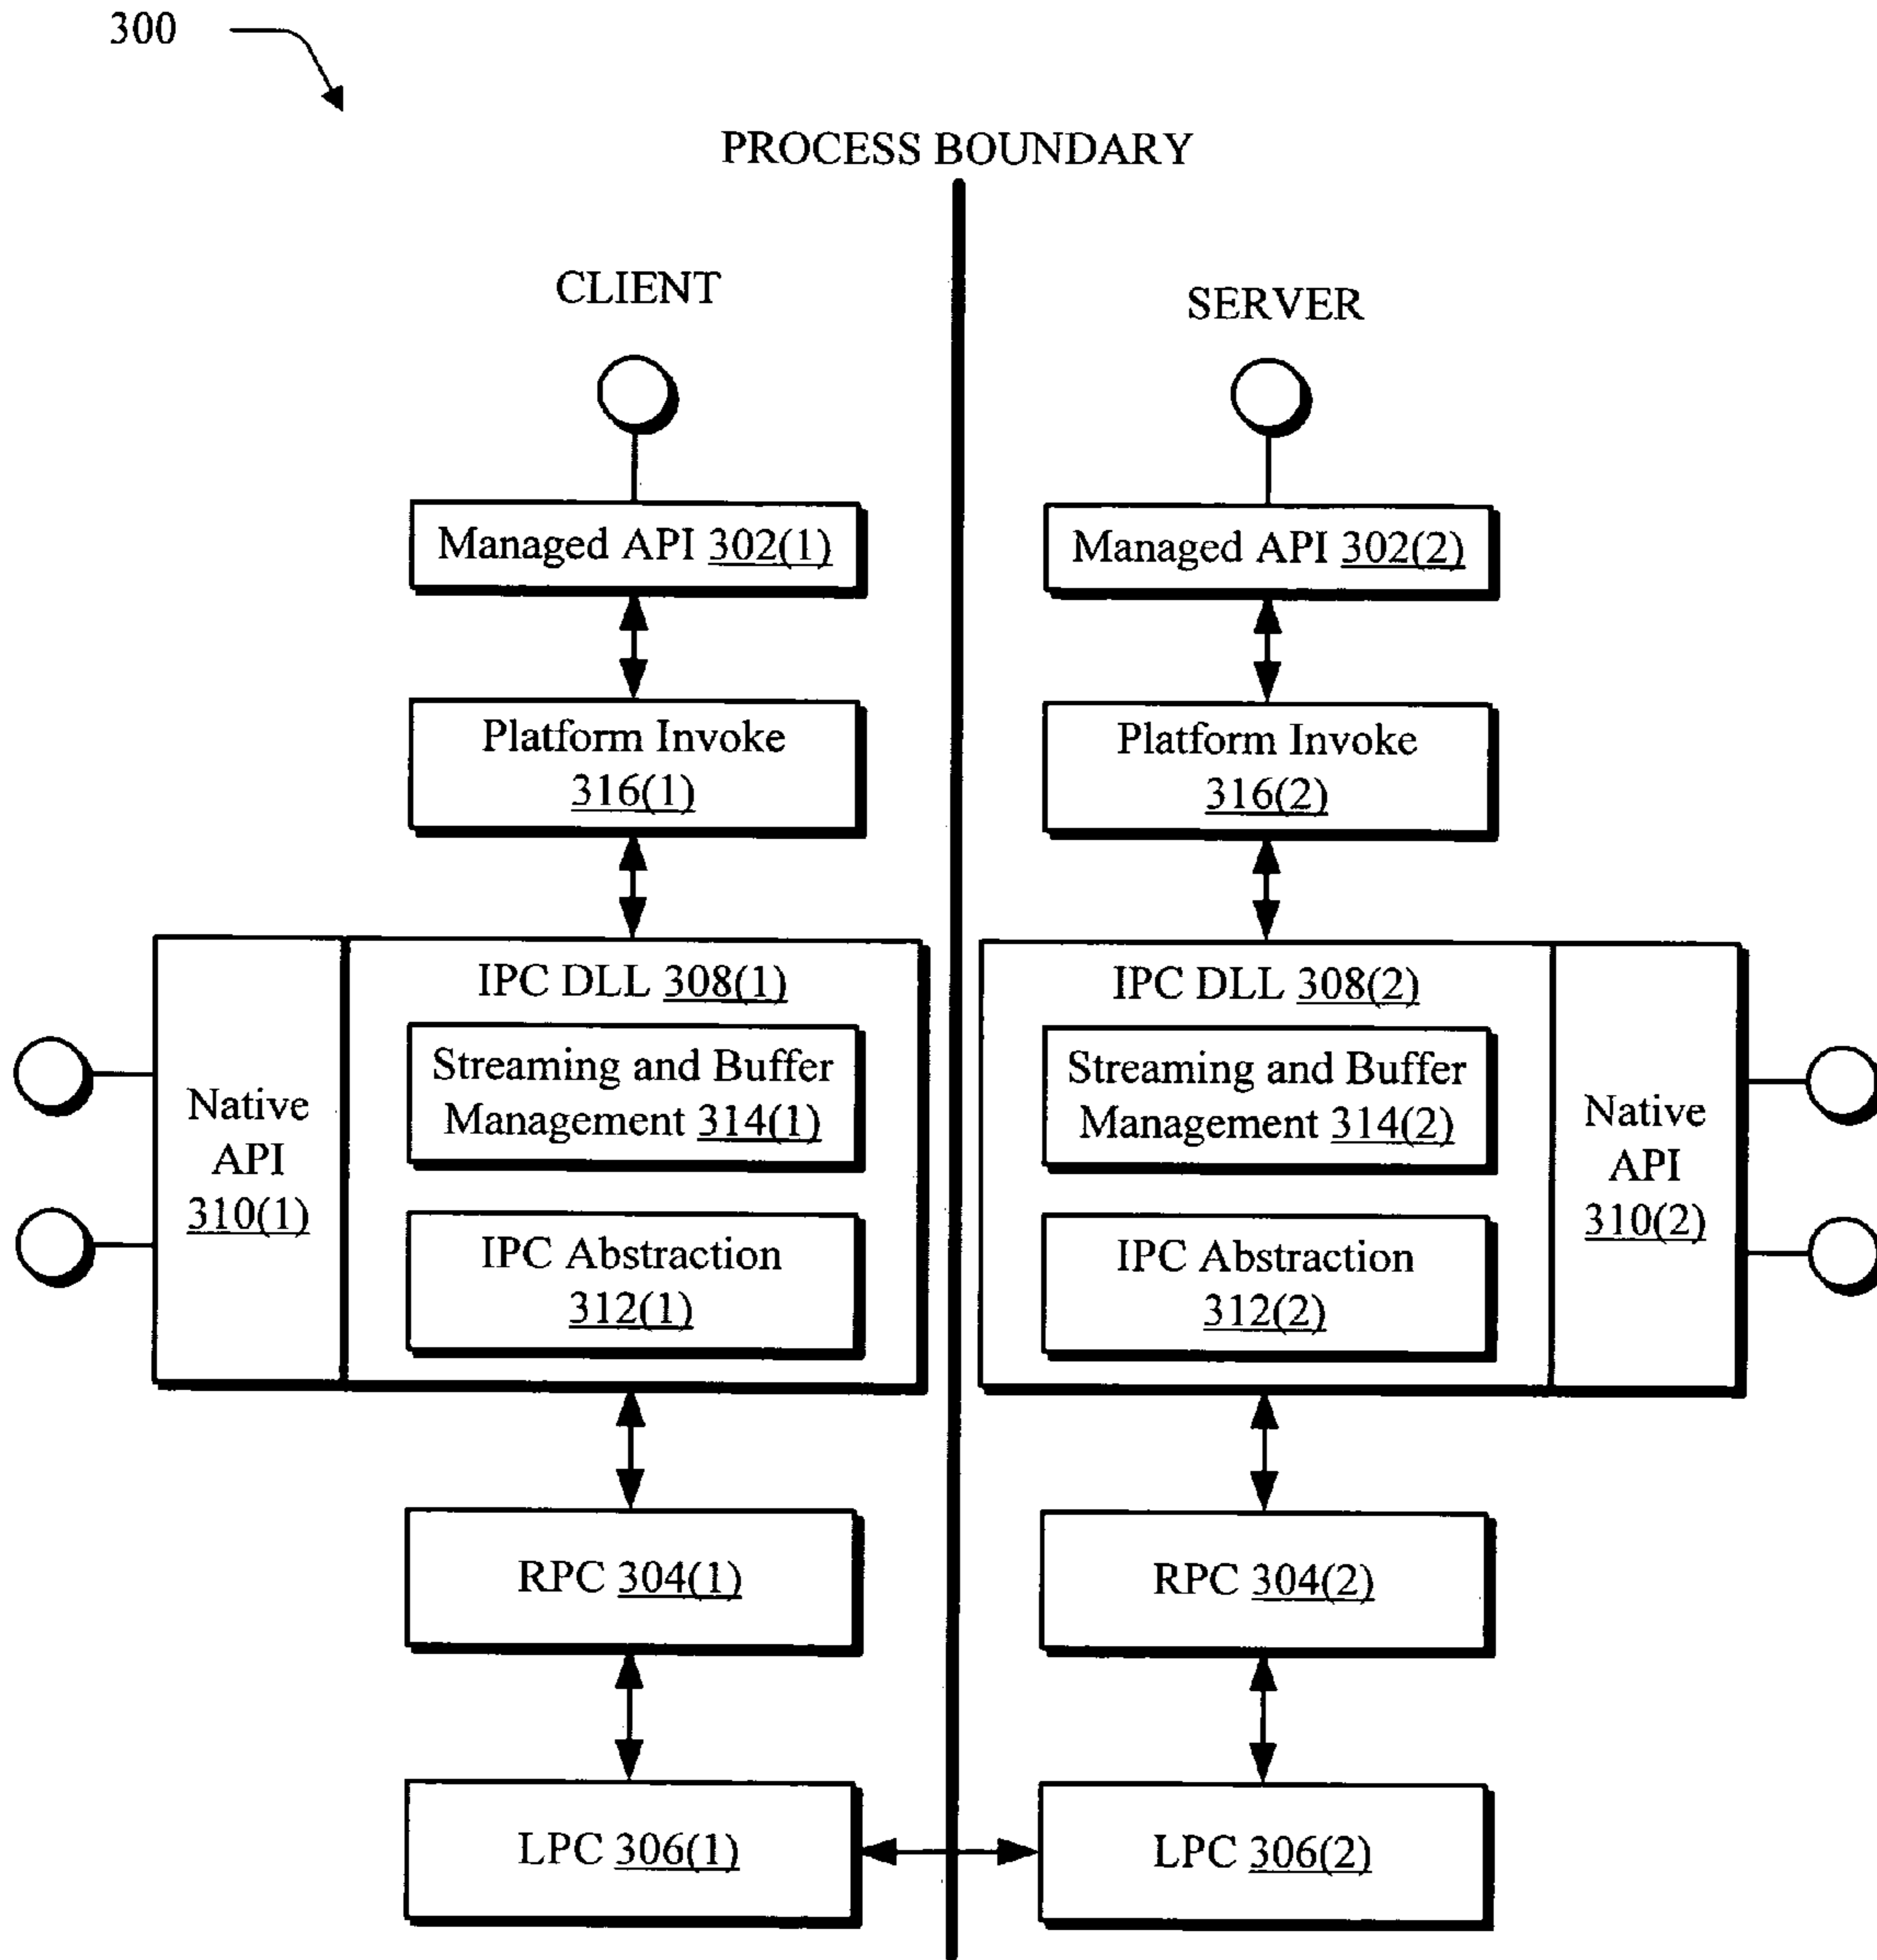 300
PROCESS BOUNDARY
CLIENT
SERVER
Managed API 302(1)
Managed API 302(2)
Platform Invoke
316(1)
Platform Invoke
316(2)
IPC DLL 308(1)
Streaming and Buffer
Management 314(1)
IPC Abstraction
312(1)
Native
API
310(1)
IPC DLL 308(2)
Streaming and Buffer
Management 314(2)
IPC Abstraction
312(2)
Native
API
310(2)
RPC 304(1)
RPC 304(2)
LPC 306(1)
LPC 306(2)